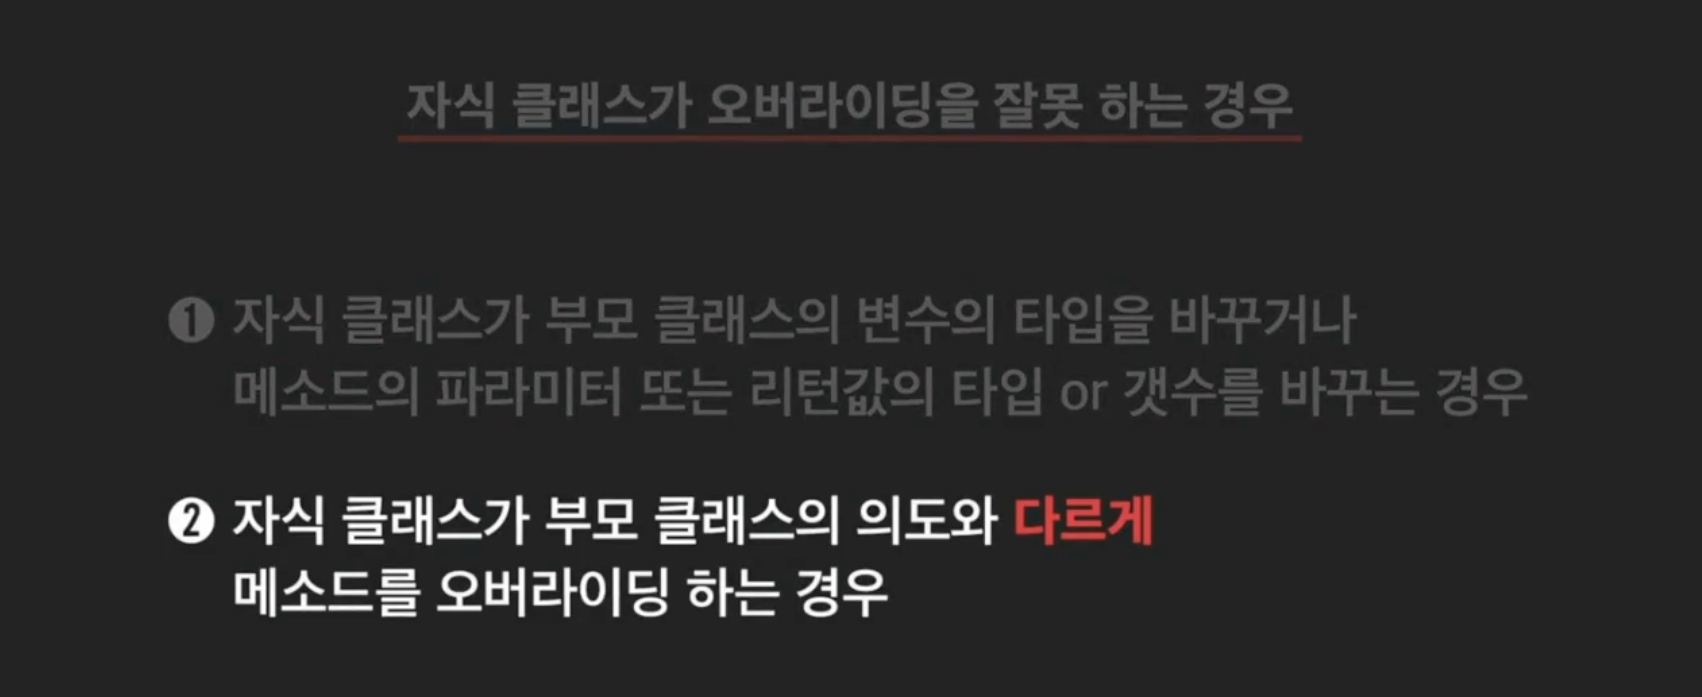 자식 클래스가 오버라이딩을 잘못 하는 경우
❶ 자식 클래스가 부모 클래스의 변수의 타입을 바꾸거나
메소드의 파라미터 또는 리턴값의 타입 or 갯수를 바꾸는 경우
❷ 자식 클래스가 부모 클래스의 의도와 다르게
메소드를 오버라이딩 하는 경우